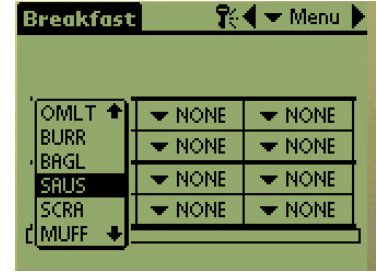 Breakfast Menu
OMLT NONE NONE
BURR
BAGL NONE NONE
SAUS NONE NONE
SCRA NONE NONE
MUFF